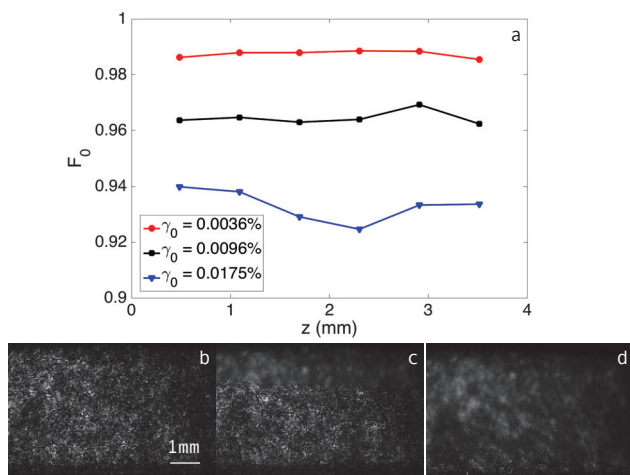 a
1
0.98
0.96
0.94
0.92
0.9
F₀
γ₀ = 0.0036%
γ₀ = 0.0096%
γ₀ = 0.0175%
0 1 2 3 4
z (mm)
b c d
1mm